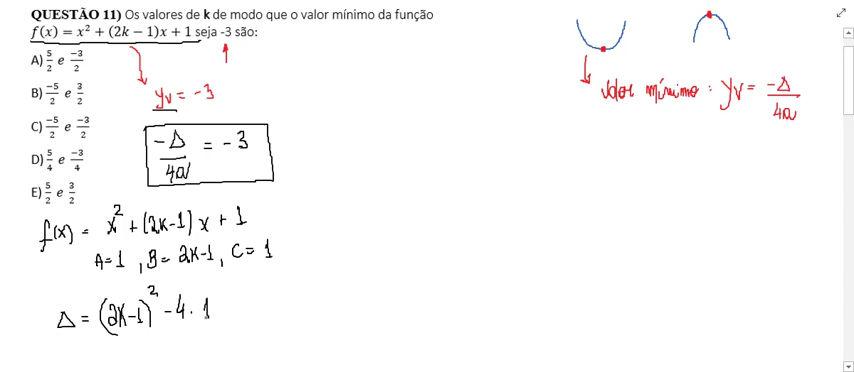 QUESTÃO 11) Os valores de k de modo que o valor mínimo da função
f(x) = x² + (2k − 1)x + 1 seja -3 são:
A) 5/2 e −3/2
B) −5/2 e 3/2
C) −5/2 e −3/2
D) 5/4 e −3/4
E) 5/2 e 3/2
yv = −3
−Δ/4a = −3
f(x) = x² + (2k−1)x + 1
A=1, B= 2k−1, C= 1
Δ = (2k−1)² − 4 . 1
Valor mínimo : yv = −Δ/4a